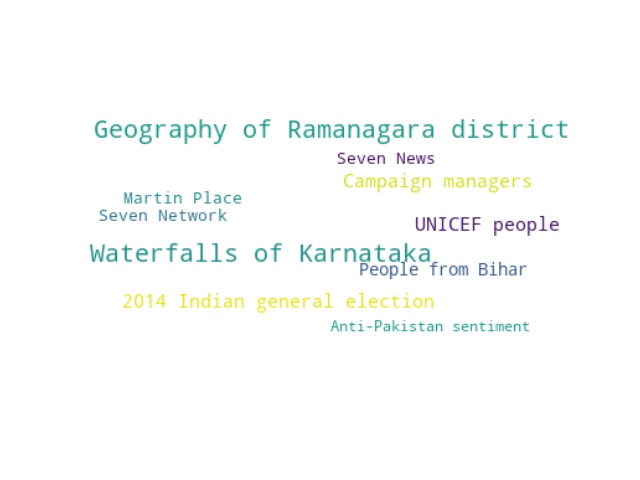 Geography of Ramanagara district
Seven News
Campaign managers
Martin Place
Seven Network
UNICEF people
Waterfalls of Karnataka
People from Bihar
2014 Indian general election
Anti-Pakistan sentiment